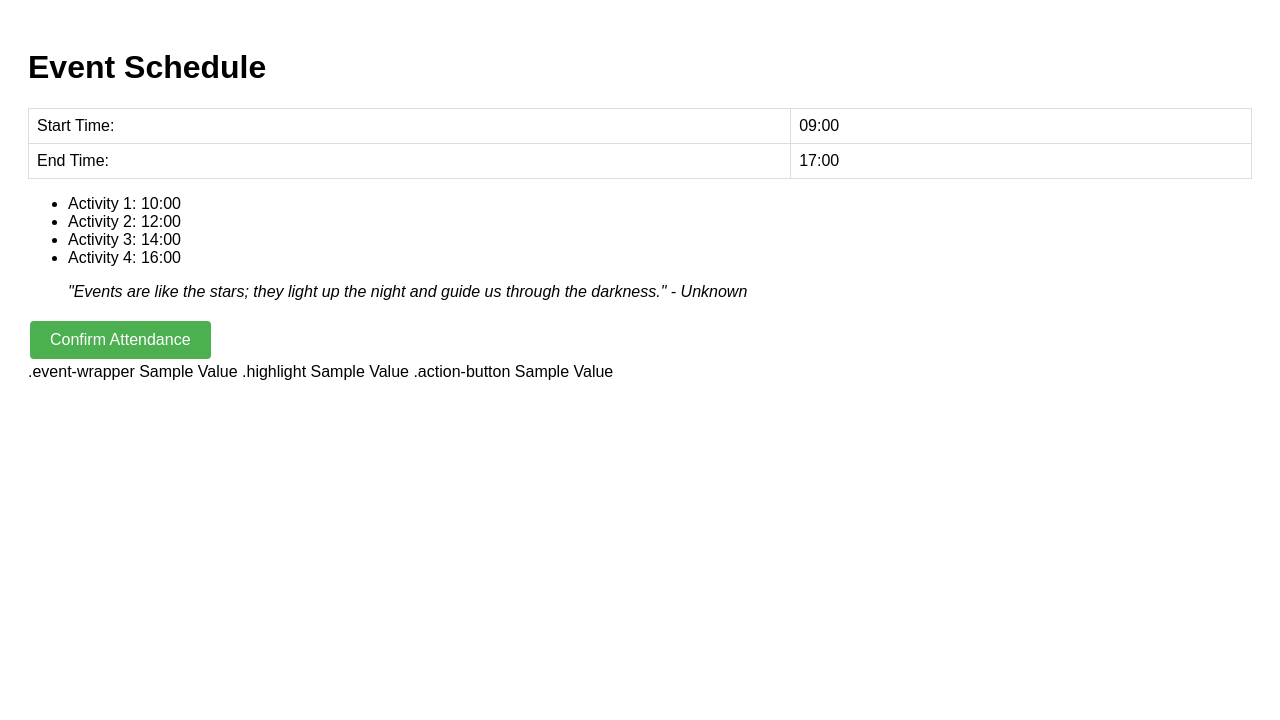 Event Schedule
Start Time: 09:00
End Time: 17:00
Activity 1: 10:00
Activity 2: 12:00
Activity 3: 14:00
Activity 4: 16:00
"Events are like the stars; they light up the night and guide us through the darkness." - Unknown
Confirm Attendance
.event-wrapper Sample Value .highlight Sample Value .action-button Sample Value